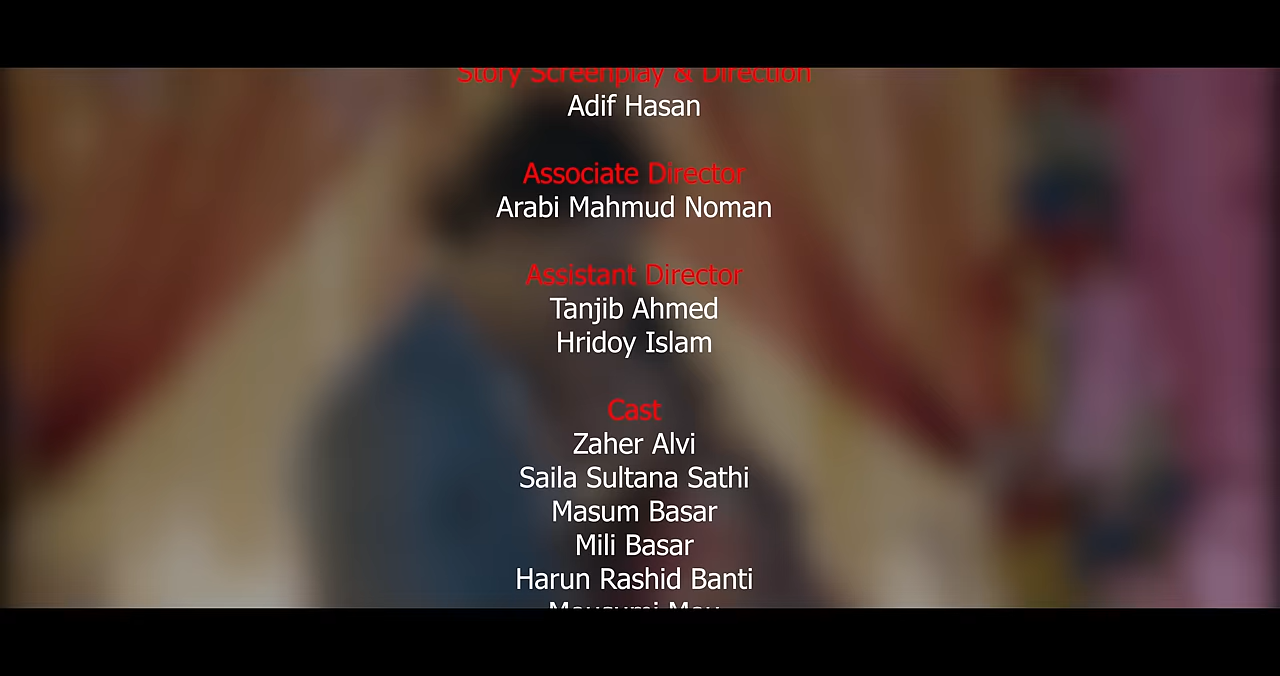 Story Screenplay & Direction
Adif Hasan
Associate Director
Arabi Mahmud Noman
Assistant Director
Tanjib Ahmed
Hridoy Islam
Cast
Zaher Alvi
Saila Sultana Sathi
Masum Basar
Mili Basar
Harun Rashid Banti